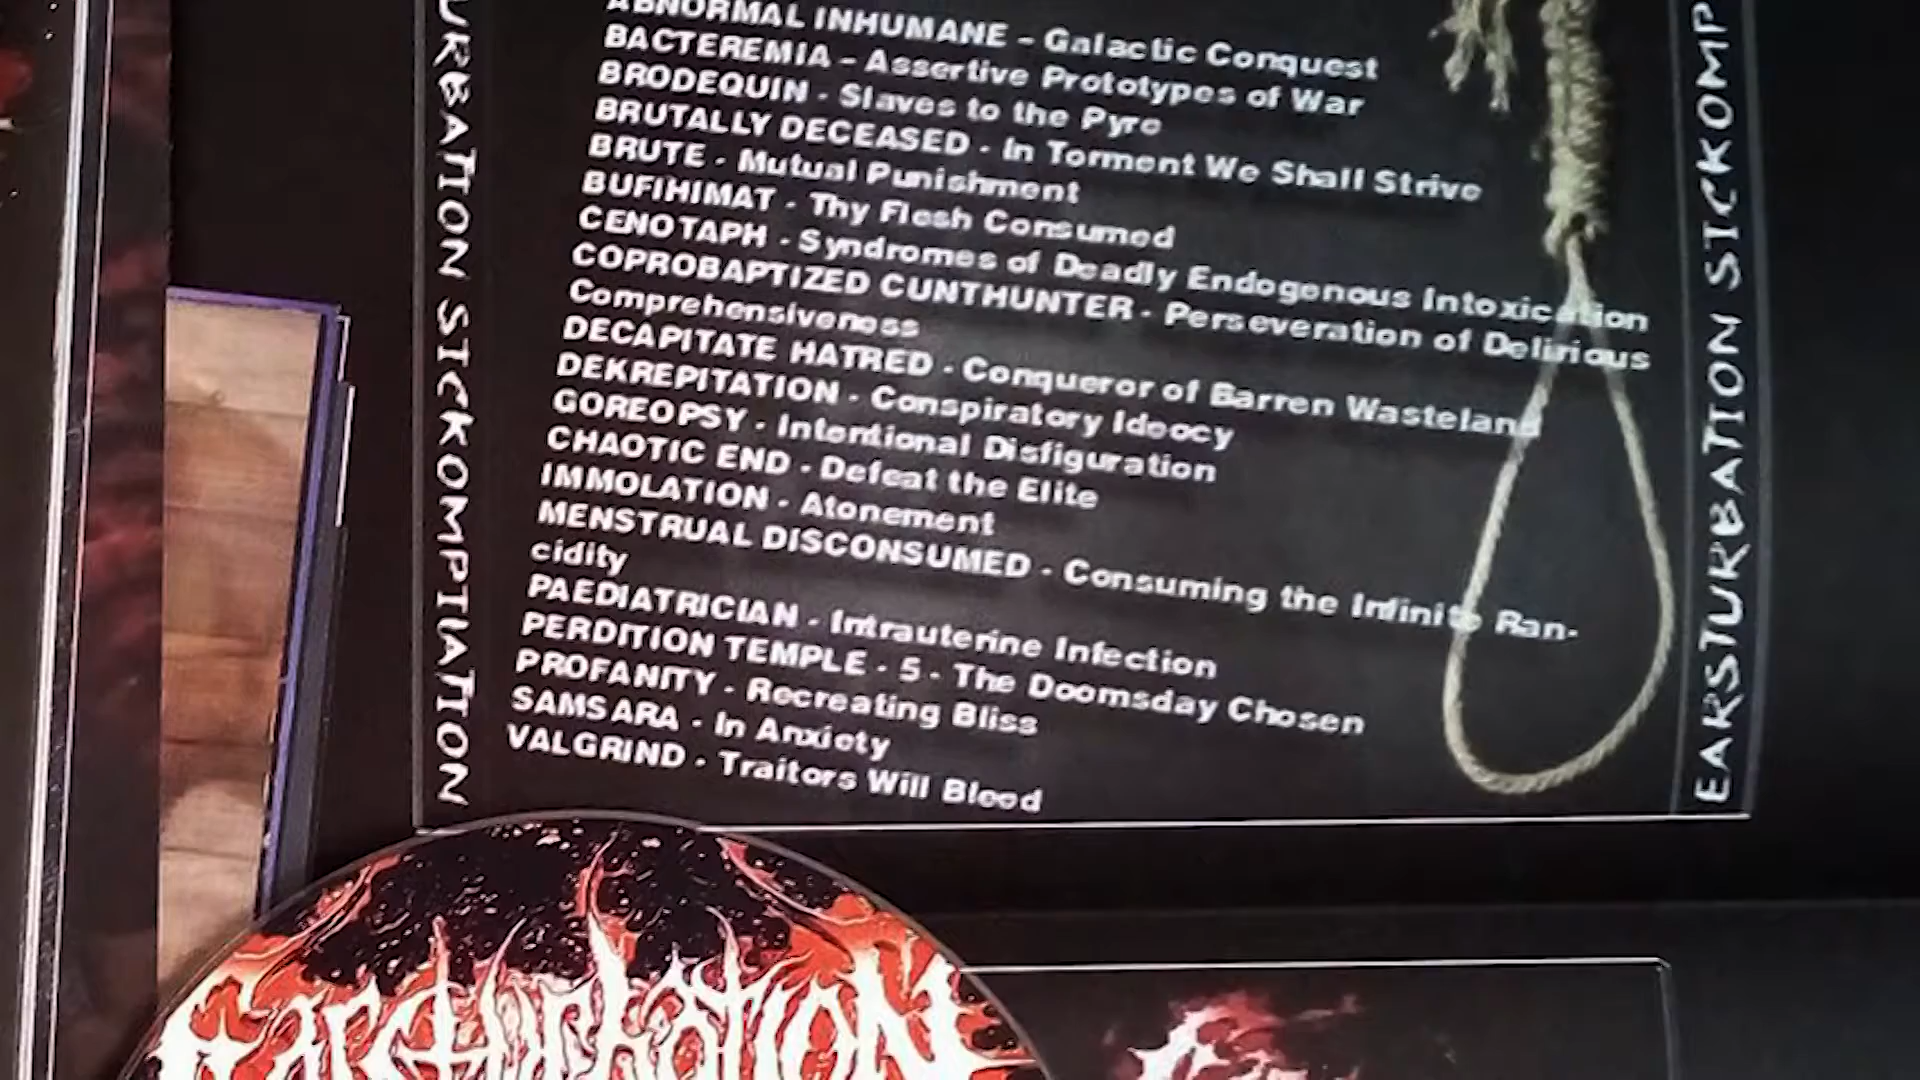 ABNORMAL INHUMANE - Galactic Conquest
BACTEREMIA - Assertive Prototypes of War
BRODEQUIN - Slaves to the Pyre
BRUTALLY DECEASED - In Torment We Shall Strive
BRUTE - Mutual Punishment
BUFIHIMAT - Thy Flesh Consumed
CENOTAPH - Syndromes of Deadly Endogenous Intoxication
COPROBAPTIZED CUNTHUNTER - Perseveration of Delirious
Comprehensiveness
DECAPITATE HATRED - Conqueror of Barren Wasteland
DEKREPITATION - Conspiratory Ideocy
GOREOPSY - Intentional Disfiguration
CHAOTIC END - Defeat the Elite
IMMOLATION - Atonement
MENSTRUAL DISCONSUMED - Consuming the Infinite Ran-
cidity
PAEDIATRICIAN - Intrauterine Infection
PERDITION TEMPLE - 5 - The Doomsday Chosen
PROFANITY - Recreating Bliss
SAMSARA - In Anxiety
VALGRIND - Traitors Will Bleed
URBATION SICKOMPILATION
EARSTURBATION SICKOMP
Earsturbation